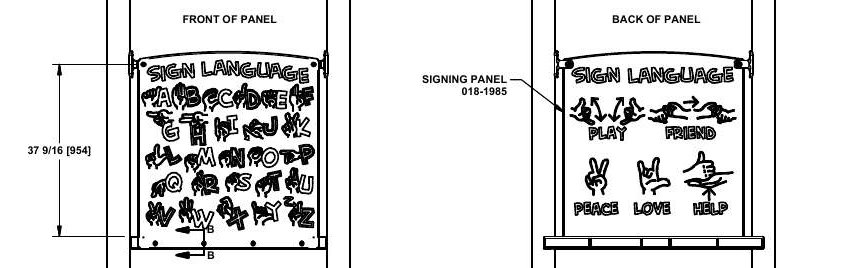 FRONT OF PANEL
SIGN LANGUAGE
A B C D E F
G H I J K
L M N O P
Q R S T U
V W X Y Z
37 9/16 [954]
B
B
BACK OF PANEL
SIGNING PANEL
018-1985
SIGN LANGUAGE
PLAY FRIEND
PEACE LOVE HELP